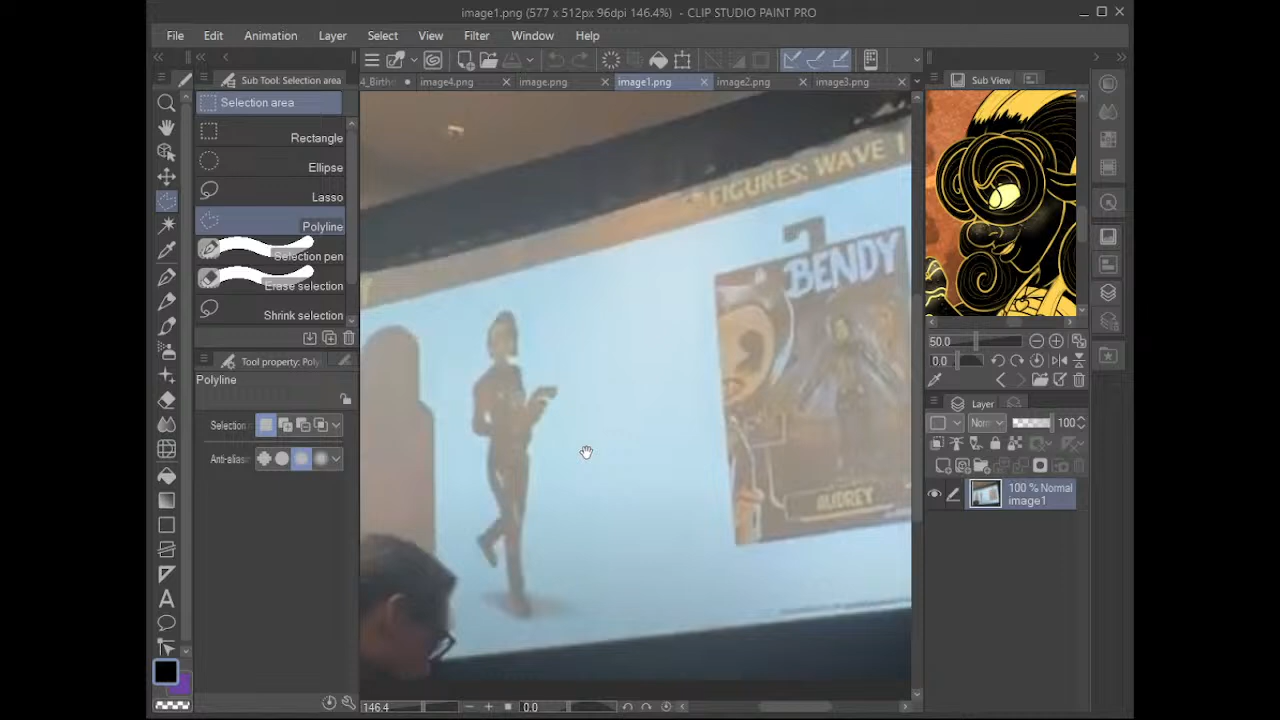 image1.png (577 x 512px 96dpi 146.4%) - CLIP STUDIO PAINT PRO
File Edit Animation Layer Select View Filter Window Help
Sub Tool: Selection area
4_Birth image4.png image.png image1.png image2.png image3.png
Sub View
Selection area
Rectangle
Ellipse
Lasso
Polyline
Selection pen
Erase selection
Shrink selection
FIGURES: WAVE 1
BENDY
AUDREY
50.0
0.0
Tool property: Poly
Polyline
Selection
Anti-alias
Layer
Norm 100
100 % Normal
image1
146.4 0.0